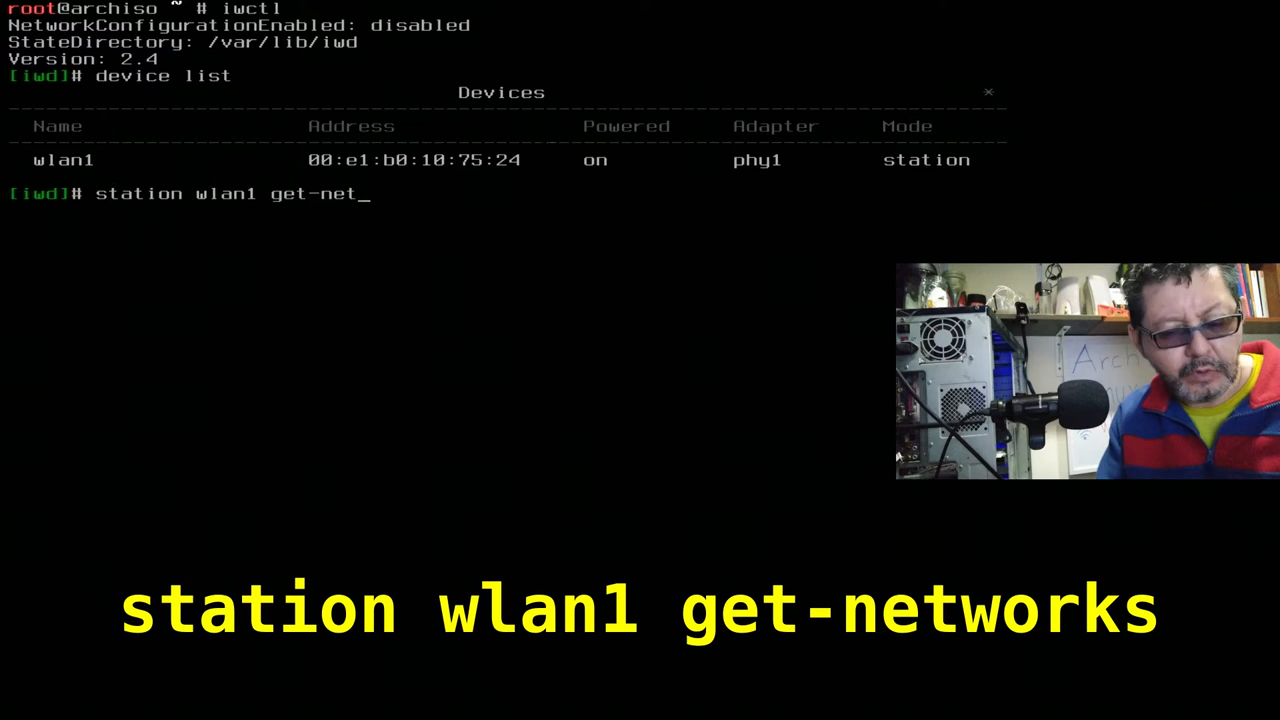 root@archiso ~ # iwctl
NetworkConfigurationEnabled: disabled
StateDirectory: /var/lib/iwd
Version: 2.4
[iwd]# device list
Devices *
Name Address Powered Adapter Mode
wlan1 00:e1:b0:10:75:24 on phy1 station
[iwd]# station wlan1 get-net_
Arch
station wlan1 get-networks